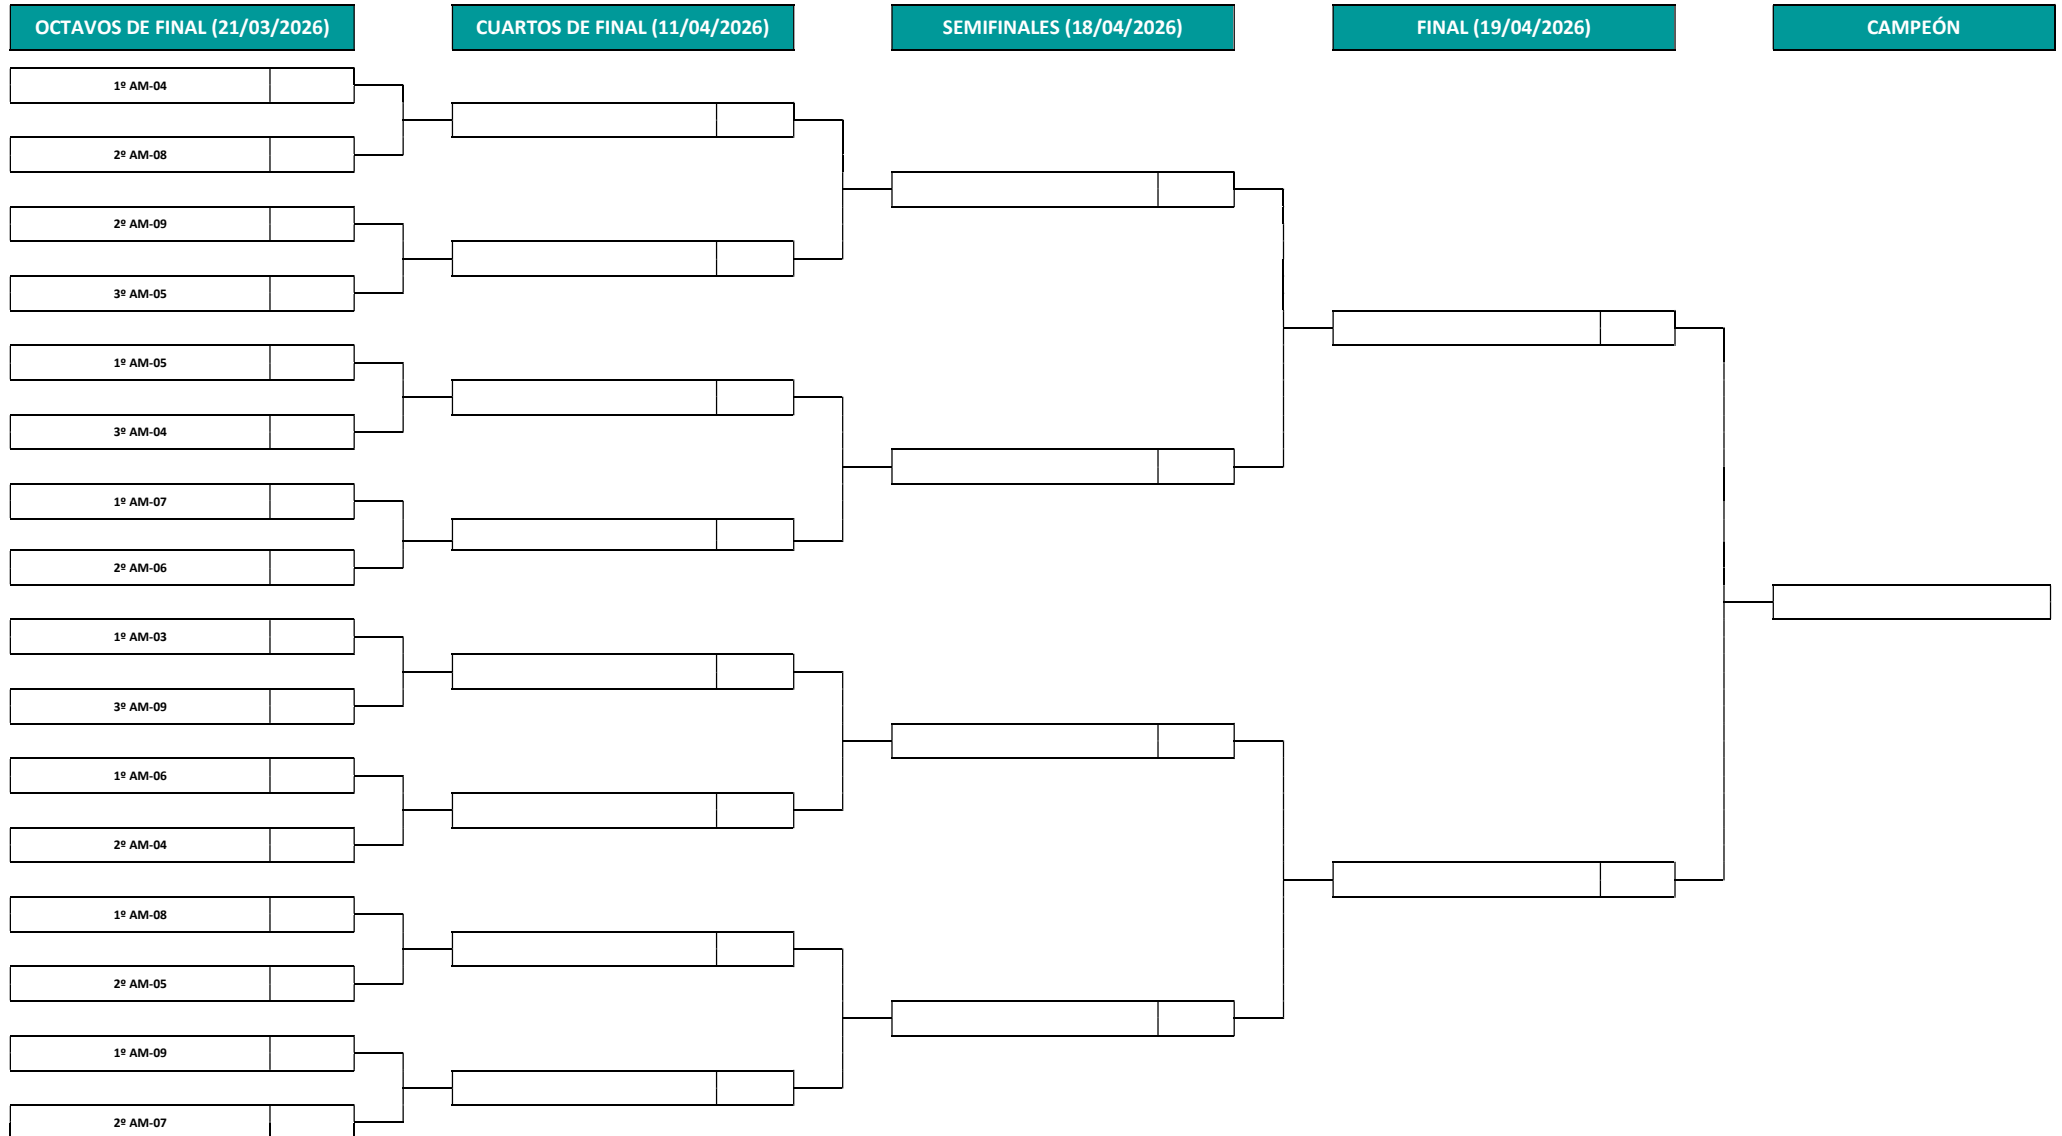 OCTAVOS DE FINAL (21/03/2026)
CUARTOS DE FINAL (11/04/2026)
SEMIFINALES (18/04/2026)
FINAL (19/04/2026)
CAMPEÓN
1º AM-04
2º AM-08
2º AM-09
3º AM-05
1º AM-05
3º AM-04
1º AM-07
2º AM-06
1º AM-03
3º AM-09
1º AM-06
2º AM-04
1º AM-08
2º AM-05
1º AM-09
2º AM-07